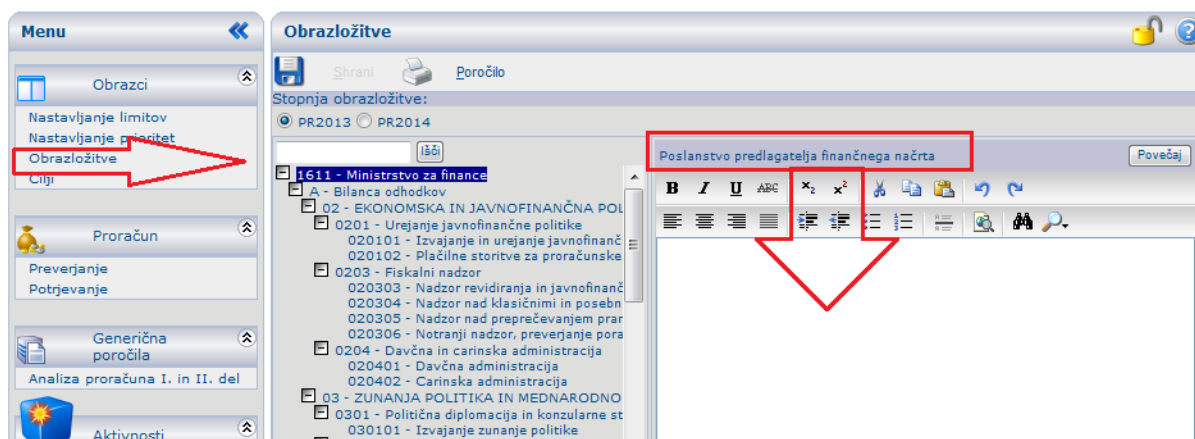 Menu
Obrazci
Nastavljanje limitov
Nastavljanje prioritet
Obrazložitve
Cilji
Proračun
Preverjanje
Potrjevanje
Generična
poročila
Analiza proračuna I. in II. del
Aktivnosti
Obrazložitve
Shrani
Poročilo
Stopnja obrazložitve:
PR2013 PR2014
Išči
1611 - Ministrstvo za finance
A - Bilanca odhodkov
02 - EKONOMSKA IN JAVNOFINANČNA POL
0201 - Urejanje javnofinančne politike
020101 - Izvajanje in urejanje javnofinanč
020102 - Plačilne storitve za proračunske
0203 - Fiskalni nadzor
020303 - Nadzor revidiranja in javnofinanč
020304 - Nadzor nad klasičnimi in posebn
020305 - Nadzor nad preprečevanjem pran
020306 - Notranji nadzor, preverjanje pora
0204 - Davčna in carinska administracija
020401 - Davčna administracija
020402 - Carinska administracija
03 - ZUNANJA POLITIKA IN MEDNARODNO
0301 - Politična diplomacija in konzularne st
030101 - Izvajanje zunanje politike
Poslanstvo predlagatelja finančnega načrta
Povečaj
B I U ABC x₂ x²